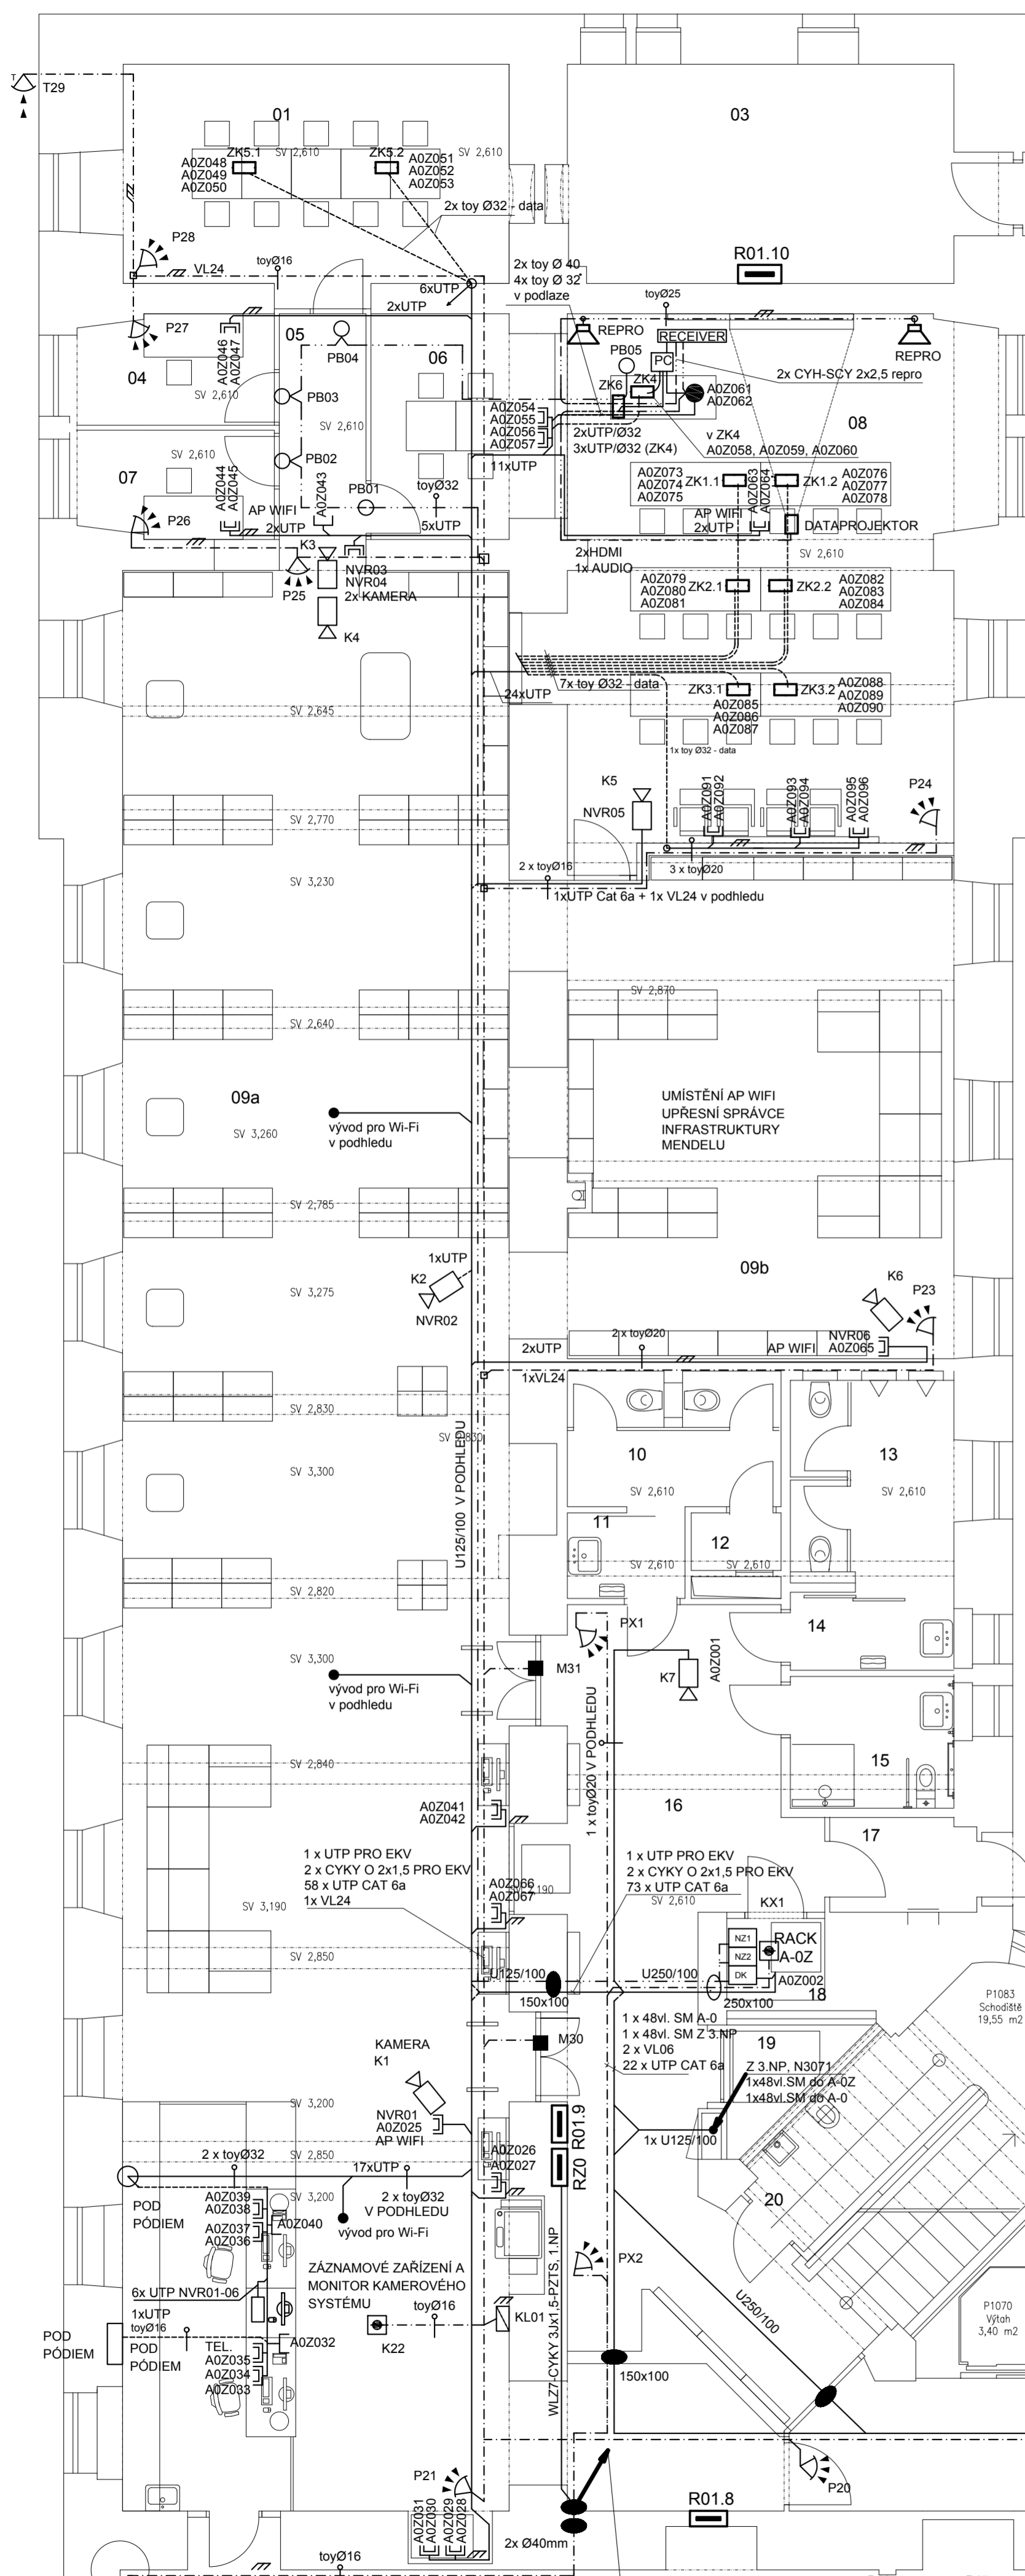 T
T29
01
03
SV 2,610
SV 2,610
ZK5.1
ZK5.2
A0Z048
A0Z049
A0Z050
A0Z051
A0Z052
A0Z053
2x toy Ø32 - data
P28
VL24
toyØ16
6xUTP
2xUTP
2x toy Ø 40
4x toy Ø 32
v podlaze
R01.10
toyØ25
P27
A0Z046
A0Z047
05
PB04
06
REPRO
RECEIVER
REPRO
PB05
PC
2x CYH-SCY 2x2,5 repro
04
SV 2,610
PB03
SV 2,610
ZK6
ZK4
A0Z061
A0Z062
A0Z054
A0Z055
A0Z056
A0Z057
2xUTP/Ø32
3xUTP/Ø32 (ZK4)
v ZK4
A0Z058, A0Z059, A0Z060
08
07
SV 2,610
PB02
11xUTP
A0Z044
A0Z045
AP WIFI
2xUTP
A0Z043
PB01
toyØ32
5xUTP
A0Z073
A0Z074
A0Z075
ZK1.1
A0Z063
A0Z064
ZK1.2
A0Z076
A0Z077
A0Z078
AP WIFI
2xUTP
DATAPROJEKTOR
P26
K3
P25
NVR03
NVR04
2x KAMERA
K4
2xHDMI
1x AUDIO
SV 2,610
A0Z079
A0Z080
A0Z081
ZK2.1
ZK2.2
A0Z082
A0Z083
A0Z084
24xUTP
7x toy Ø32 - data
ZK3.1
ZK3.2
A0Z085
A0Z086
A0Z087
A0Z088
A0Z089
A0Z090
SV 2,645
1x toy Ø32 - data
K5
NVR05
A0Z091
A0Z092
A0Z093
A0Z094
A0Z095
A0Z096
P24
SV 2,770
2 x toyØ16
3 x toyØ20
SV 3,230
1xUTP Cat 6a + 1x VL24 v podhledu
SV 2,870
SV 2,640
09a
SV 3,260
vývod pro Wi-Fi
v podhledu
UMÍSTĚNÍ AP WIFI
UPŘESNÍ SPRÁVCE
INFRASTRUKTURY
MENDELU
SV 2,785
1xUTP
K2
NVR02
SV 3,275
09b
K6
P23
2xUTP
2 x toyØ20
AP WIFI
NVR06
A0Z065
1xVL24
SV 2,830
SV 2,830
U125/100 V PODHLEDU
10
13
SV 3,300
SV 2,610
SV 2,610
11
12
SV 2,610
SV 2,610
SV 2,820
14
PX1
SV 3,300
M31
K7
A0Z001
vývod pro Wi-Fi
v podhledu
1 x toyØ20 V PODHLEDU
SV 2,840
15
A0Z041
A0Z042
16
17
1 x UTP PRO EKV
2 x CYKY O 2x1,5 PRO EKV
58 x UTP CAT 6a
1x VL24
A0Z066
A0Z067
SV 2,190
1 x UTP PRO EKV
2 x CYKY O 2x1,5 PRO EKV
73 x UTP CAT 6a
SV 2,610
SV 3,190
KX1
NZ1
NZ2
DK
RACK
A-0Z
A0Z002
18
SV 2,850
U125/100
150x100
U250/100
250x100
P1083
Schodiště
19,55 m2
1 x 48vl. SM A-0
1 x 48vl. SM Z 3.NP
2 x VL06
22 x UTP CAT 6a
M30
19
Z 3.NP, N3071
1x48vl.SM do A-0Z
1x48vl.SM do A-0
1x U125/100
KAMERA
K1
NVR01
A0Z025
AP WIFI
SV 3,200
SV 2,850
A0Z026
A0Z027
RZ0
R01.9
2 x toyØ32
17xUTP
2 x toyØ32
V PODHLEDU
SV 3,200
vývod pro Wi-Fi
POD
PÓDIEM
A0Z039
A0Z038
A0Z037
A0Z036
A0Z040
20
PX2
ZÁZNAMOVÉ ZAŘÍZENÍ A
MONITOR KAMEROVÉHO
SYSTÉMU
6x UTP NVR01-06
1xUTP
toyØ16
toyØ16
KL01
K22
POD
PÓDIEM
POD
PÓDIEM
TEL.
A0Z035
A0Z034
A0Z033
A0Z032
WLZ7-CYKY 3Jx1,5-PZTS, 1.NP
U250/100
P1070
Výtah
3,40 m2
150x100
P21
A0Z031
A0Z030
A0Z029
A0Z028
P20
R01.8
2x Ø40mm
toyØ16